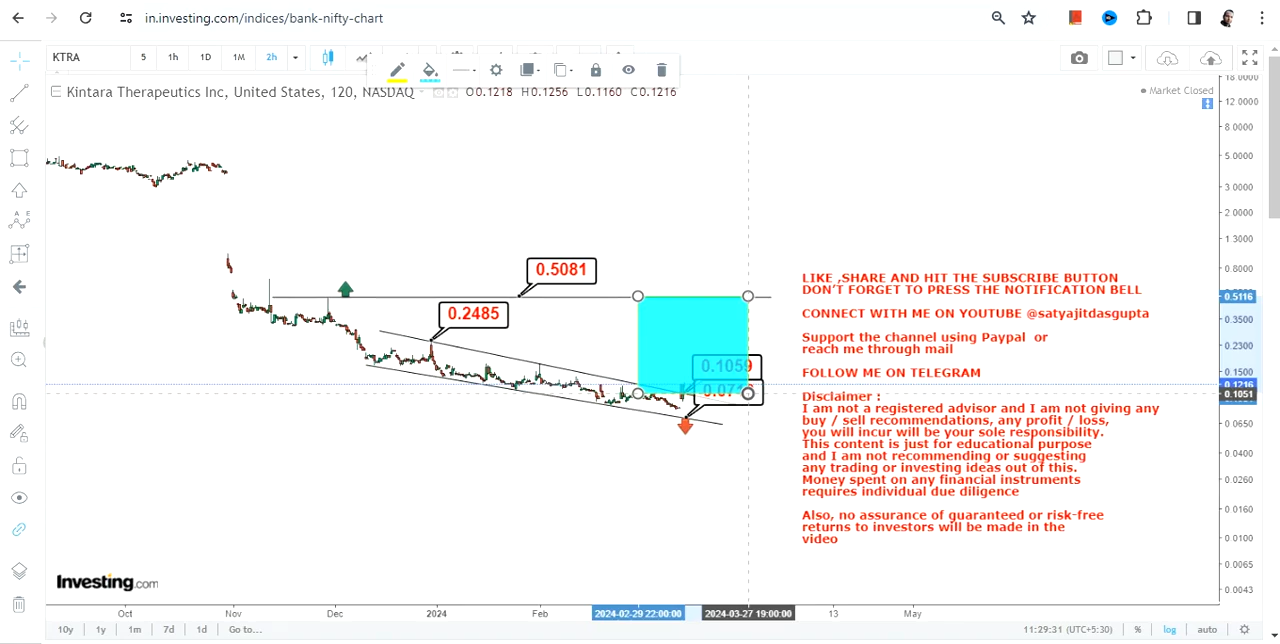 in.investing.com/indices/bank-nifty-chart
KTRA 5 1h 1D 1M 2h
Kintara Therapeutics Inc, United States, 120, NASDAQ O0.1218 H0.1256 L0.1160 C0.1216
Market Closed
18.0000
12.0000
8.0000
5.0000
3.0000
2.0000
1.3000
0.8000
0.5116
0.3500
0.2300
0.1500
0.1216
0.1051
0.0650
0.0400
0.0260
0.0160
0.0100
0.0065
0.0043
0.5081
0.2485
0.1059
LIKE ,SHARE AND HIT THE SUBSCRIBE BUTTON
DON'T FORGET TO PRESS THE NOTIFICATION BELL
CONNECT WITH ME ON YOUTUBE @satyajitdasgupta
Support the channel using Paypal or
reach me through mail
FOLLOW ME ON TELEGRAM
Disclaimer :
I am not a registered advisor and I am not giving any
buy / sell recommendations, any profit / loss,
you will incur will be your sole responsibility.
This content is just for educational purpose
and I am not recommending or suggesting
any trading or investing ideas out of this.
Money spent on any financial instruments
requires individual due diligence
Also, no assurance of guaranteed or risk-free
returns to investors will be made in the
video
Investing.com
Oct Nov Dec 2024 Feb 2024-02-29 22:00:00 2024-03-27 19:00:00 13 May
10y 1y 1m 7d 1d Go to... 11:29:31 (UTC+5:30) % log auto